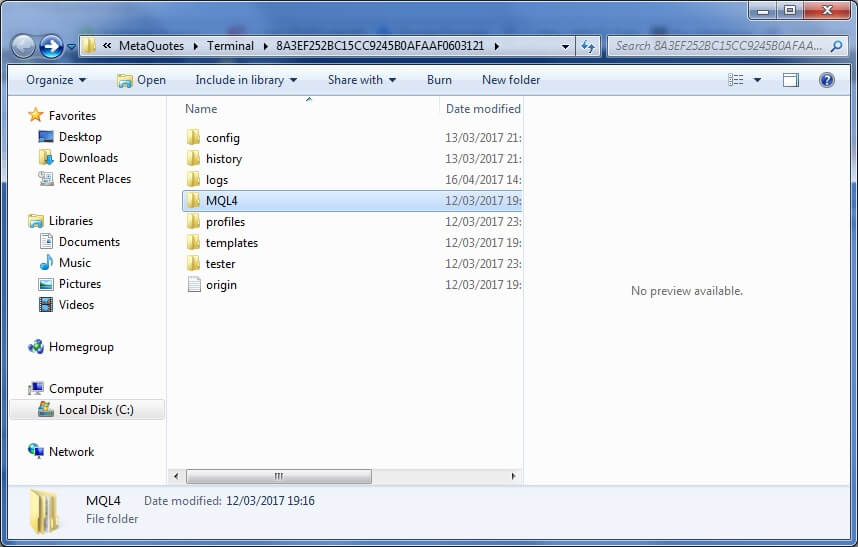 « MetaQuotes Terminal 8A3EF252BC15CC9245B0AFAAF0603121 Search 8A3EF252BC15CC9245B0AFAA...
Organize Open Include in library Share with Burn New folder
Favorites
Desktop
Downloads
Recent Places
Libraries
Documents
Music
Pictures
Videos
Homegroup
Computer
Local Disk (C:)
Network
Name Date modified
config 13/03/2017 21:
history 13/03/2017 21:
logs 16/04/2017 14:
MQL4 12/03/2017 19:
profiles 12/03/2017 23:
templates 12/03/2017 19:
tester 12/03/2017 23:
origin 12/03/2017 19:
No preview available.
MQL4 Date modified: 12/03/2017 19:16
File folder